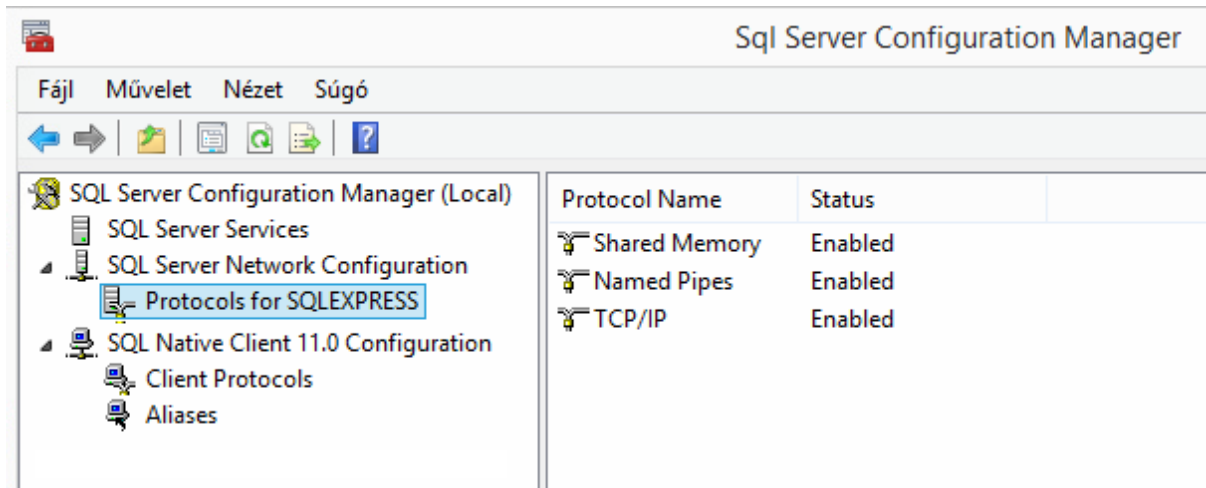 Sql Server Configuration Manager
Fájl Művelet Nézet Súgó
SQL Server Configuration Manager (Local)
SQL Server Services
SQL Server Network Configuration
Protocols for SQLEXPRESS
SQL Native Client 11.0 Configuration
Client Protocols
Aliases
Protocol Name Status
Shared Memory Enabled
Named Pipes Enabled
TCP/IP Enabled